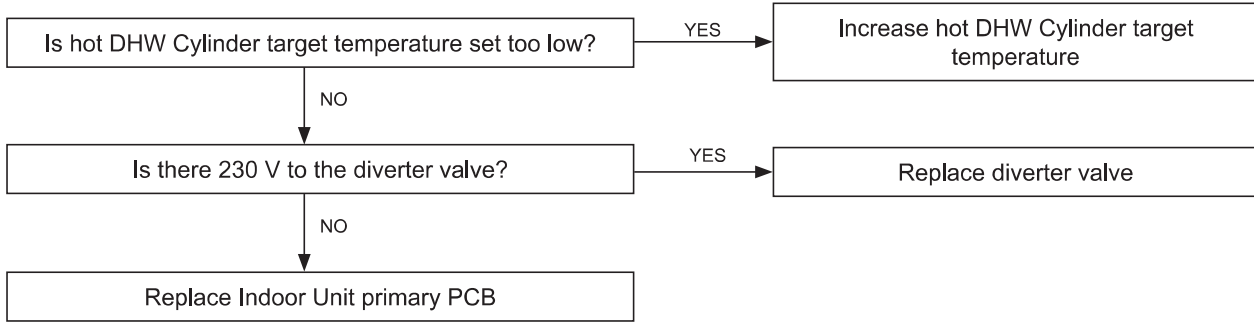 Is hot DHW Cylinder target temperature set too low?
YES
Increase hot DHW Cylinder target
temperature
NO
Is there 230 V to the diverter valve?
YES
Replace diverter valve
NO
Replace Indoor Unit primary PCB